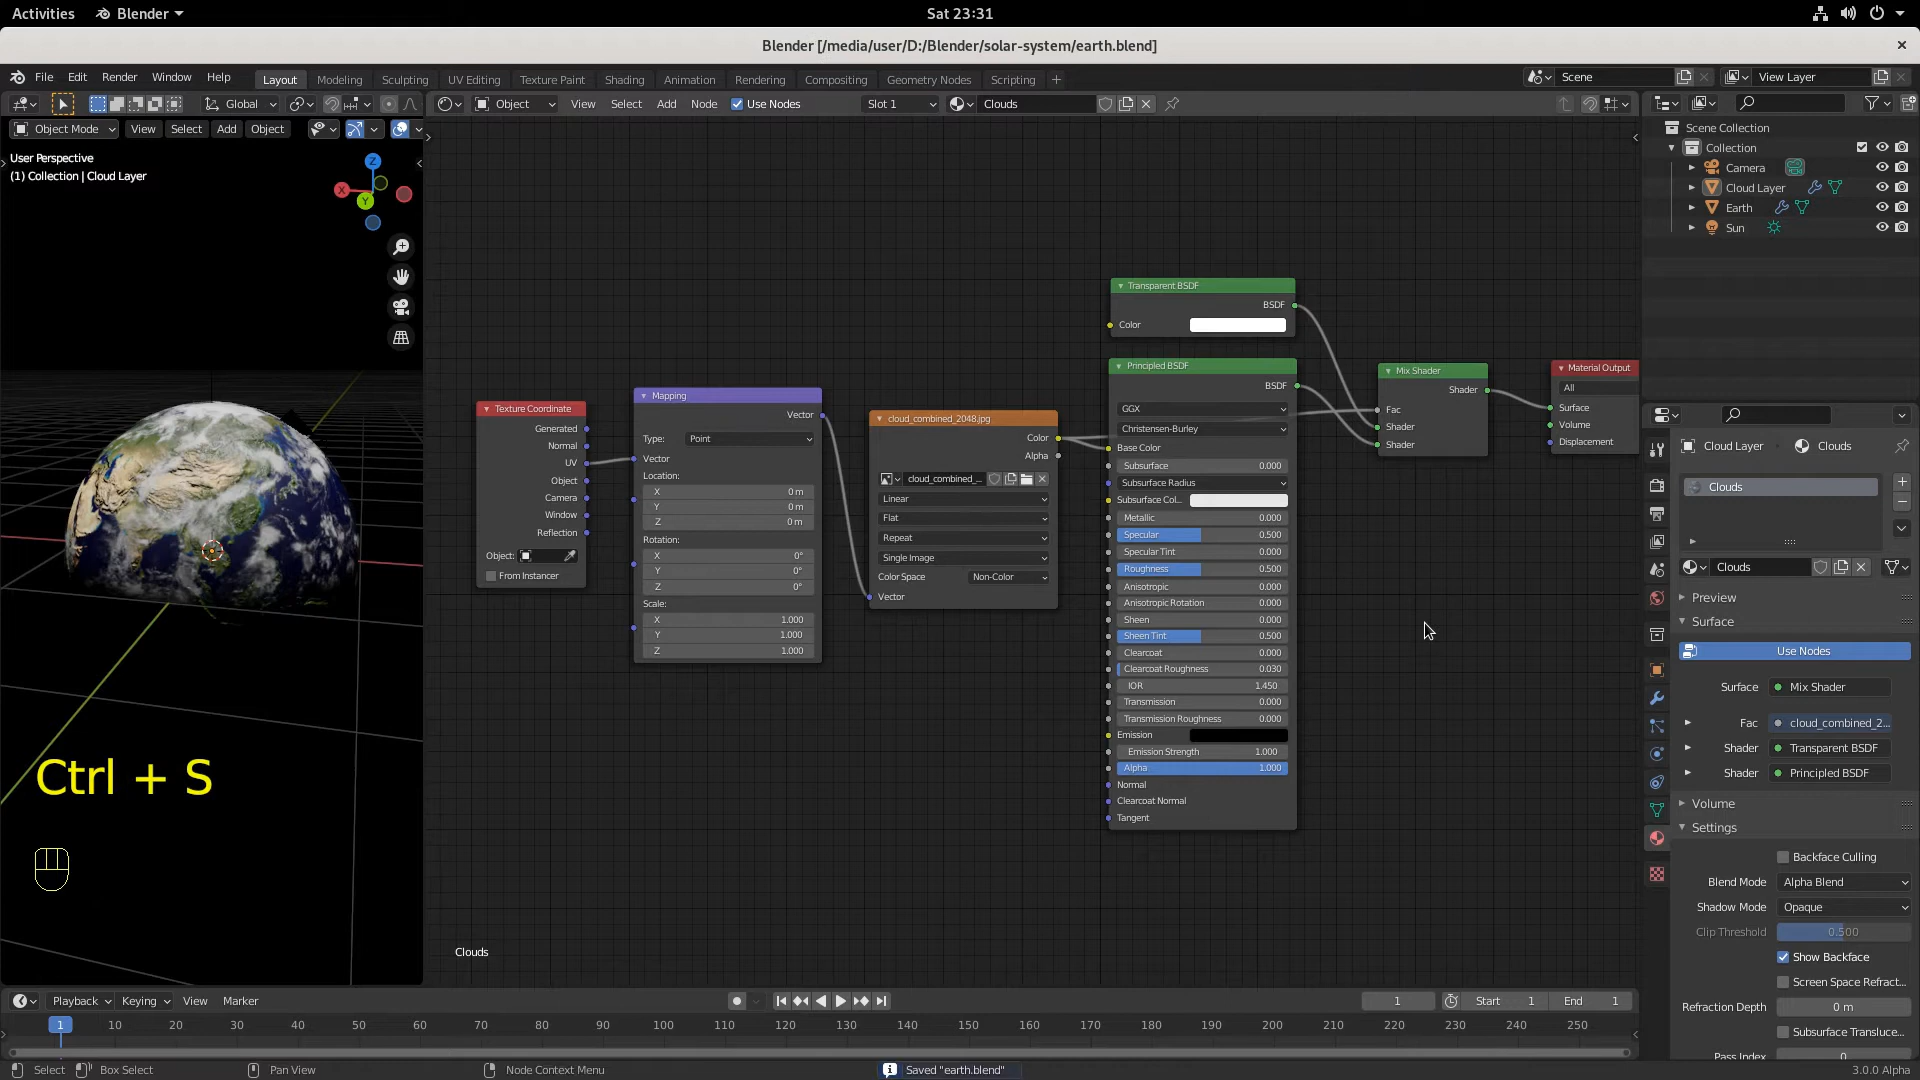 Activities Blender Sat 23:31
Blender [/media/user/D:/Blender/solar-system/earth.blend]
File Edit Render Window Help Layout Modeling Sculpting UV Editing Texture Paint Shading Animation Rendering Compositing Geometry Nodes Scripting Scene View Layer
Global Object View Select Add Node Use Nodes Slot 1 Clouds
Object Mode View Select Add Object
User Perspective
(1) Collection | Cloud Layer
Z
X
Y
Ctrl + S
Texture Coordinate
Generated
Normal
UV
Object
Camera
Window
Reflection
Object:
From Instancer
Mapping
Vector
Type: Point
Vector
Location:
X 0 m
Y 0 m
Z 0 m
Rotation:
X 0°
Y 0°
Z 0°
Scale:
X 1.000
Y 1.000
Z 1.000
cloud_combined_2048.jpg
Color
Alpha
cloud_combined_...
Linear
Flat
Repeat
Single Image
Color Space Non-Color
Vector
Transparent BSDF
BSDF
Color
Principled BSDF
BSDF
GGX
Christensen-Burley
Base Color
Subsurface 0.000
Subsurface Radius
Subsurface Col...
Metallic 0.000
Specular 0.500
Specular Tint 0.000
Roughness 0.500
Anisotropic 0.000
Anisotropic Rotation 0.000
Sheen 0.000
Sheen Tint 0.500
Clearcoat 0.000
Clearcoat Roughness 0.030
IOR 1.450
Transmission 0.000
Transmission Roughness 0.000
Emission
Emission Strength 1.000
Alpha 1.000
Normal
Clearcoat Normal
Tangent
Mix Shader
Shader
Fac
Shader
Shader
Material Output
All
Surface
Volume
Displacement
Clouds
Scene Collection
Collection
Camera
Cloud Layer
Earth
Sun
Cloud Layer Clouds
Clouds
Clouds
Preview
Surface
Use Nodes
Surface Mix Shader
Fac cloud_combined_2...
Shader Transparent BSDF
Shader Principled BSDF
Volume
Settings
Backface Culling
Blend Mode Alpha Blend
Shadow Mode Opaque
Clip Threshold 0.500
Show Backface
Screen Space Refract...
Refraction Depth 0 m
Subsurface Transluce...
Pass Index 0
Playback Keying View Marker 1 Start 1 End 1
1 10 20 30 40 50 60 70 80 90 100 110 120 130 140 150 160 170 180 190 200 210 220 230 240 250
Select Box Select Pan View Node Context Menu Saved "earth.blend" 3.0.0 Alpha